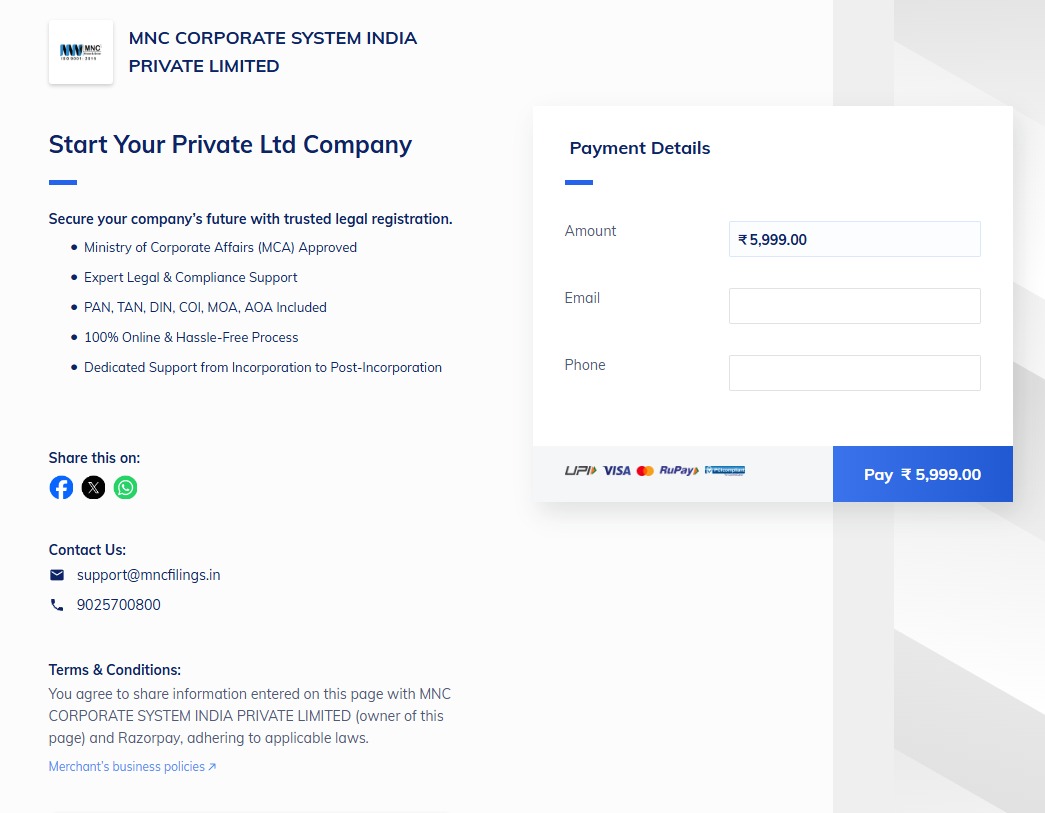 MNC
ISO 9001 : 2015
MNC CORPORATE SYSTEM INDIA
PRIVATE LIMITED
Start Your Private Ltd Company
Secure your company's future with trusted legal registration.
Ministry of Corporate Affairs (MCA) Approved
Expert Legal & Compliance Support
PAN, TAN, DIN, COI, MOA, AOA Included
100% Online & Hassle-Free Process
Dedicated Support from Incorporation to Post-Incorporation
Share this on:
Contact Us:
support@mncfilings.in
9025700800
Terms & Conditions:
You agree to share information entered on this page with MNC
CORPORATE SYSTEM INDIA PRIVATE LIMITED (owner of this
page) and Razorpay, adhering to applicable laws.
Merchant's business policies
Payment Details
Amount
₹ 5,999.00
Email
Phone
UPI VISA RuPay
Pay ₹ 5,999.00